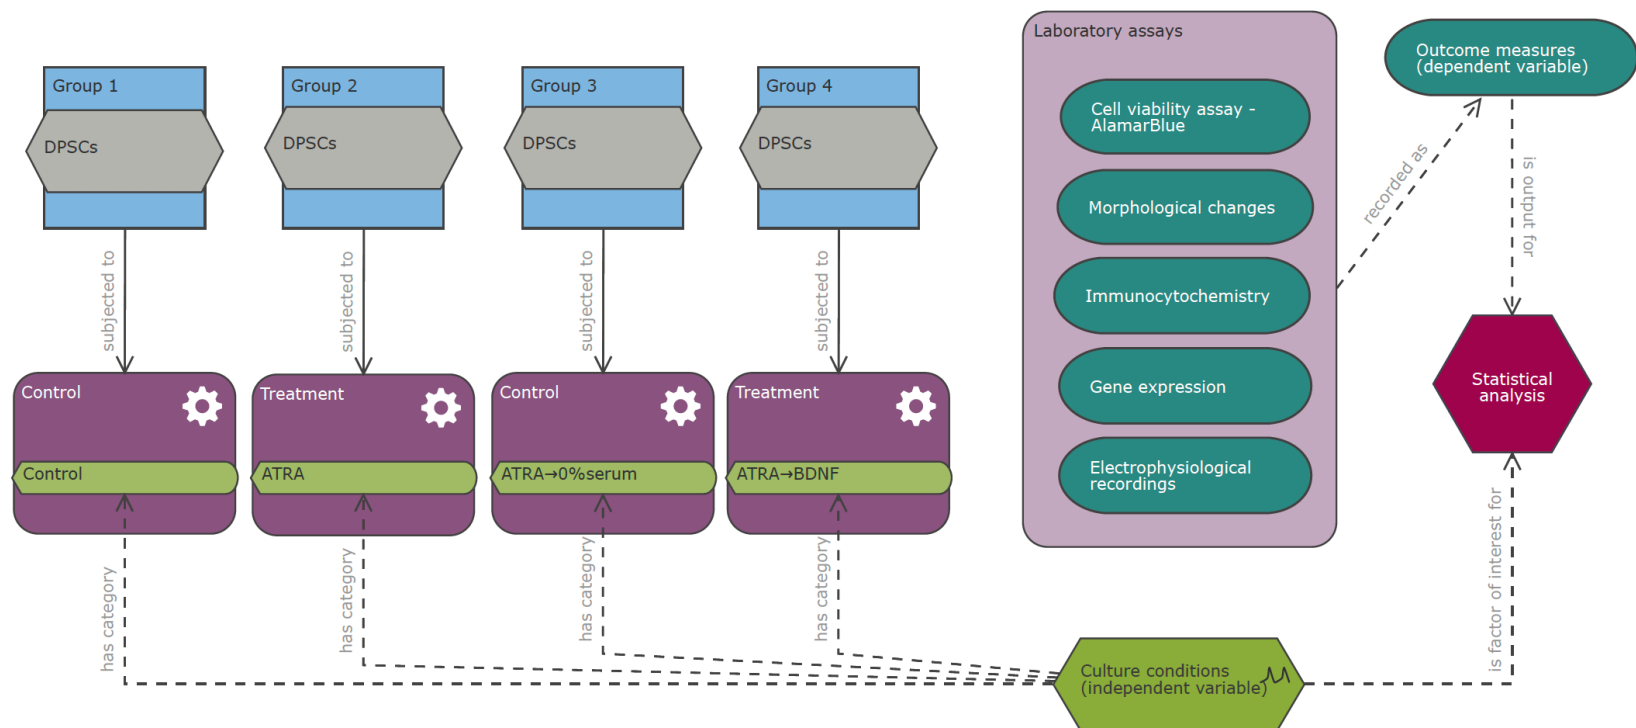 Group 1
Group 2
Group 3
Group 4
DPSCs
DPSCs
DPSCs
DPSCs
subjected to
subjected to
subjected to
subjected to
Control
Treatment
Control
Treatment
Control
ATRA
ATRA→0%serum
ATRA→BDNF
has category
has category
has category
has category
Laboratory assays
Cell viability assay -
AlamarBlue
Morphological changes
Immunocytochemistry
Gene expression
Electrophysiological
recordings
recorded as
Outcome measures
(dependent variable)
is output for
Statistical
analysis
is factor of interest for
Culture conditions
(independent variable)